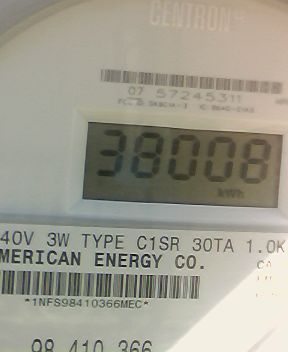 CENTRON
07 57245311
38008
kWh
40V 3W TYPE C1SR 30TA 1.0K
MERICAN ENERGY CO.
CA
*1NFS98410366MEC*
98 410 366